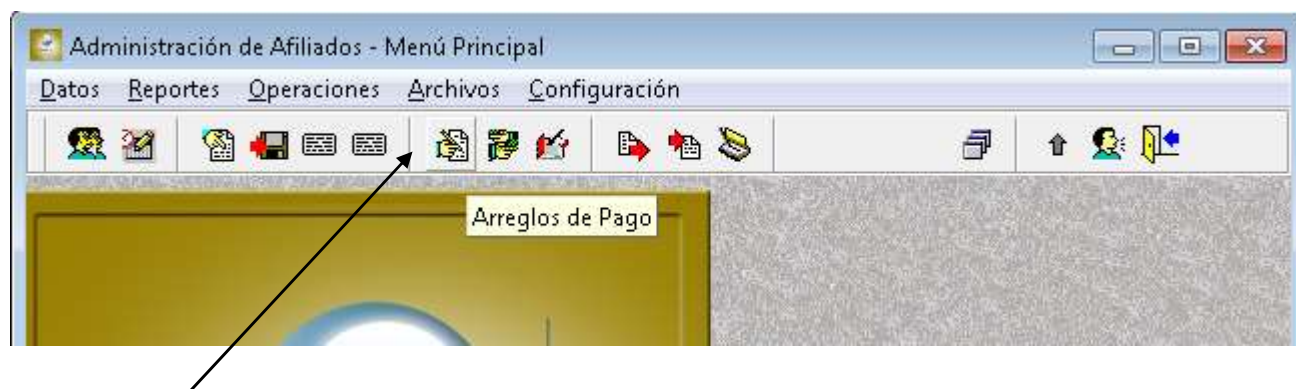 Administración de Afiliados - Menú Principal
Datos Reportes Operaciones Archivos Configuración
Arreglos de Pago